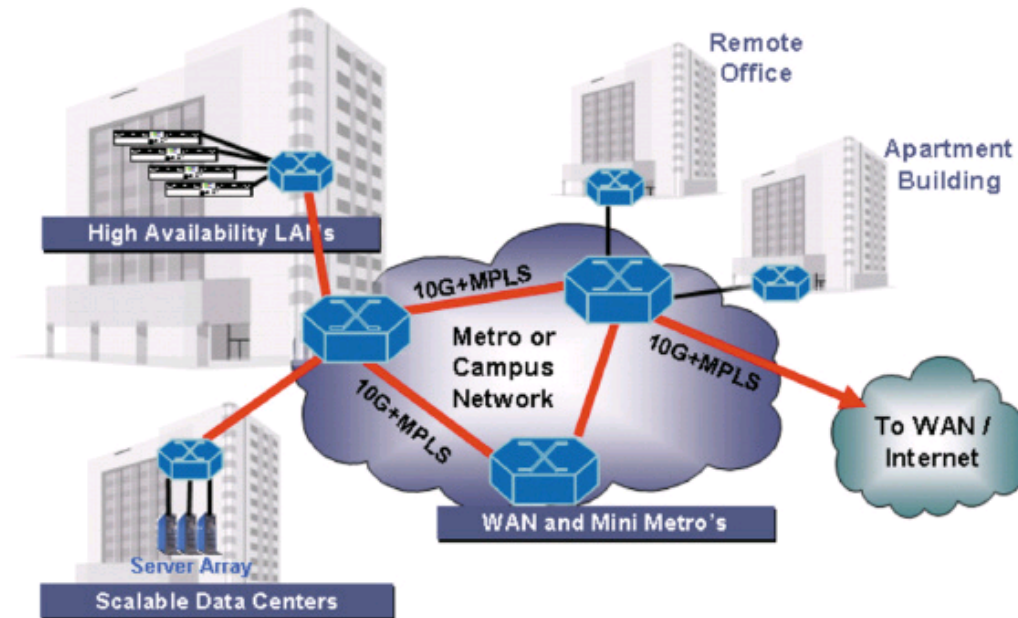 Remote
Office
Apartment
Building
High Availability LAN's
10G+MPLS
Metro or
Campus
Network
10G+MPLS
10G+MPLS
To WAN /
Internet
WAN and Mini Metro's
Server Array
Scalable Data Centers